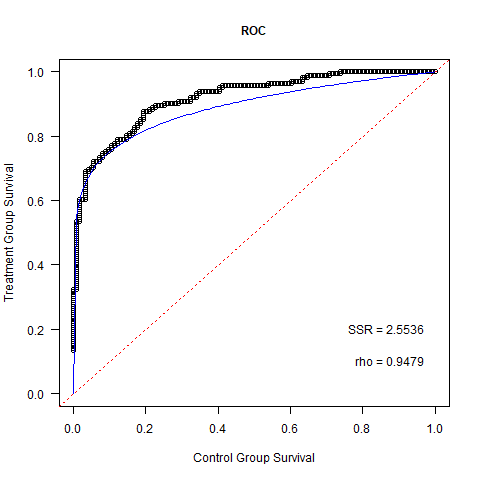 ROC
Treatment Group Survival
1.0
0.8
0.6
0.4
0.2
0.0
SSR = 2.5536
rho = 0.9479
0.0 0.2 0.4 0.6 0.8 1.0
Control Group Survival